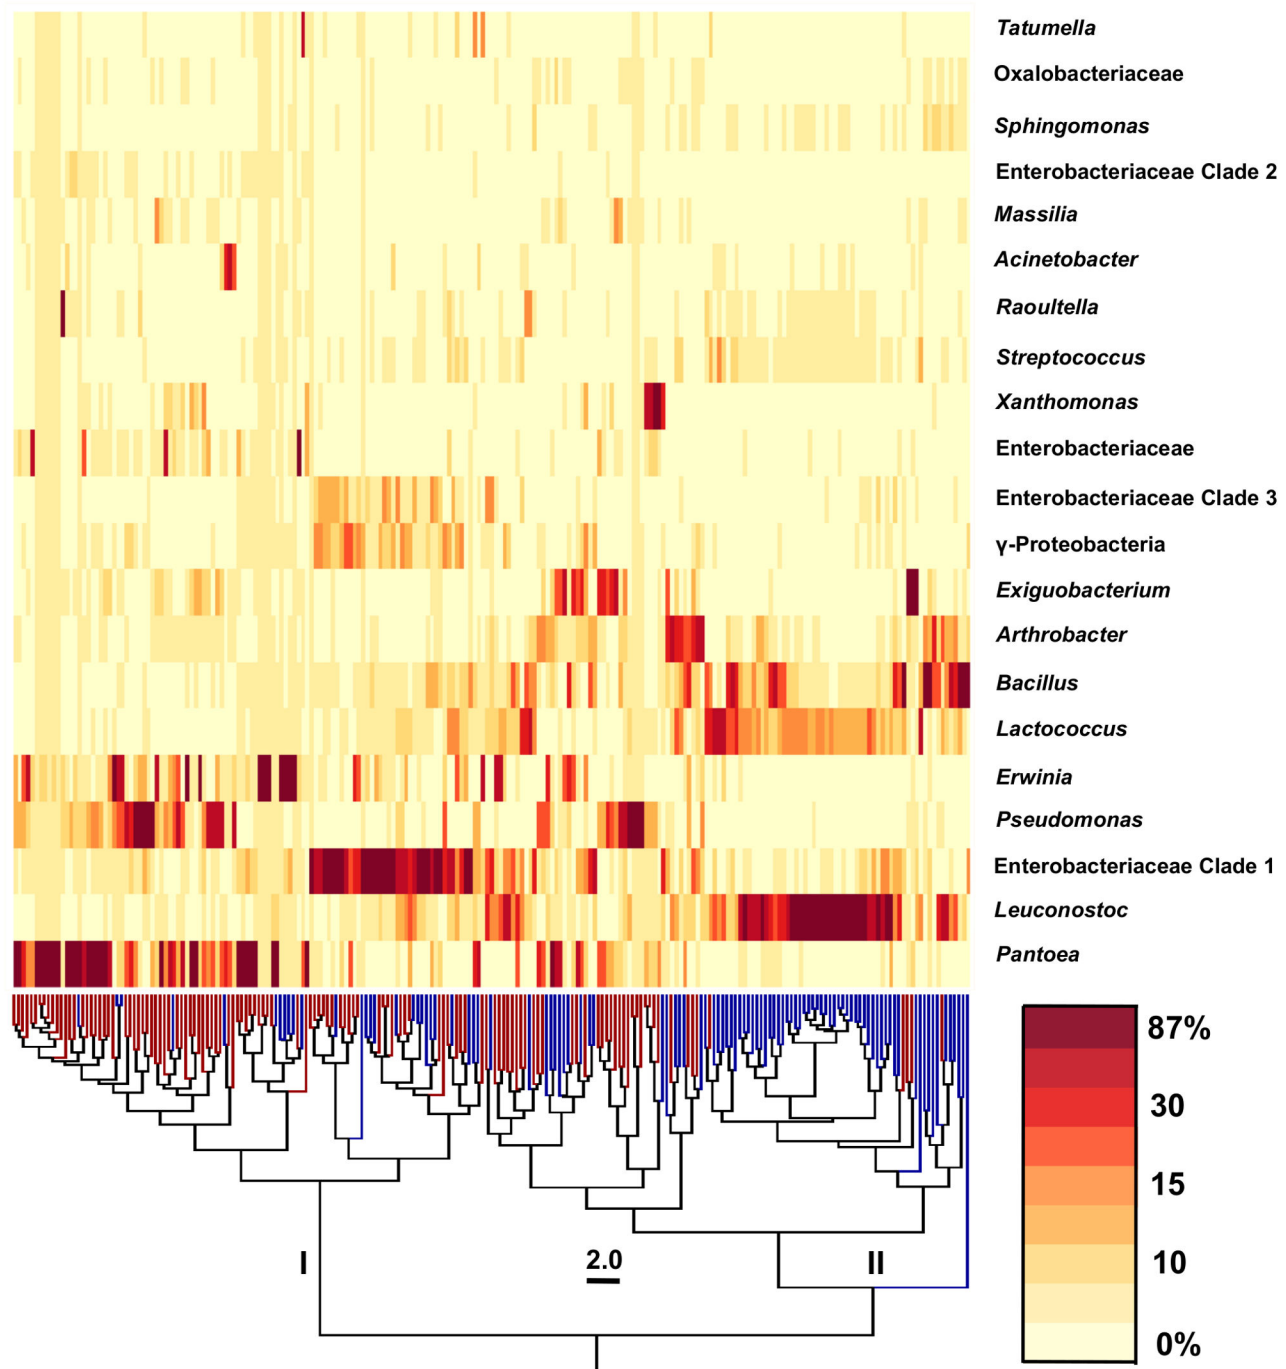 Tatumella
Oxalobacteriaceae
Sphingomonas
Enterobacteriaceae Clade 2
Massilia
Acinetobacter
Raoultella
Streptococcus
Xanthomonas
Enterobacteriaceae
Enterobacteriaceae Clade 3
γ-Proteobacteria
Exiguobacterium
Arthrobacter
Bacillus
Lactococcus
Erwinia
Pseudomonas
Enterobacteriaceae Clade 1
Leuconostoc
Pantoea
87%
30
15
10
0%
I
2.0
II